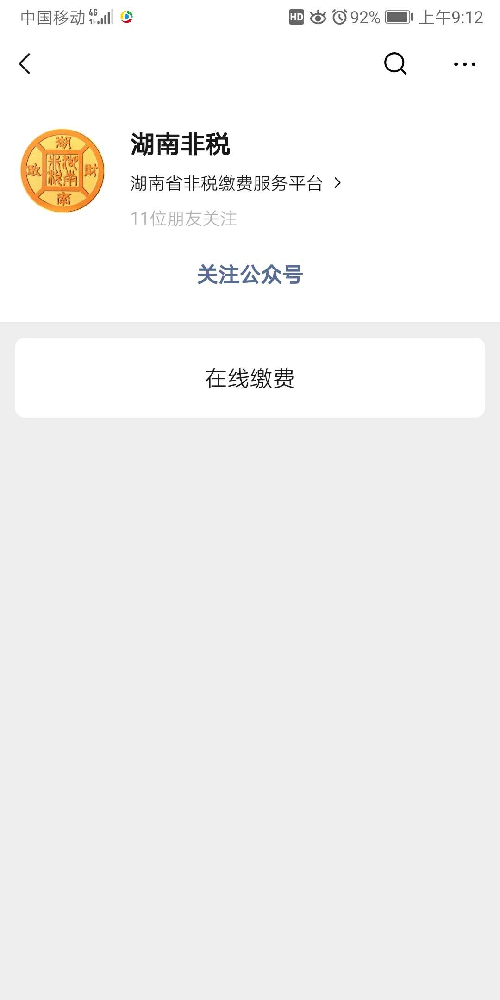 中国移动 4G HD 92% 上午9:12
湖
政 湖南非税 财
南
湖南非税
湖南省非税缴费服务平台
11位朋友关注
关注公众号
在线缴费